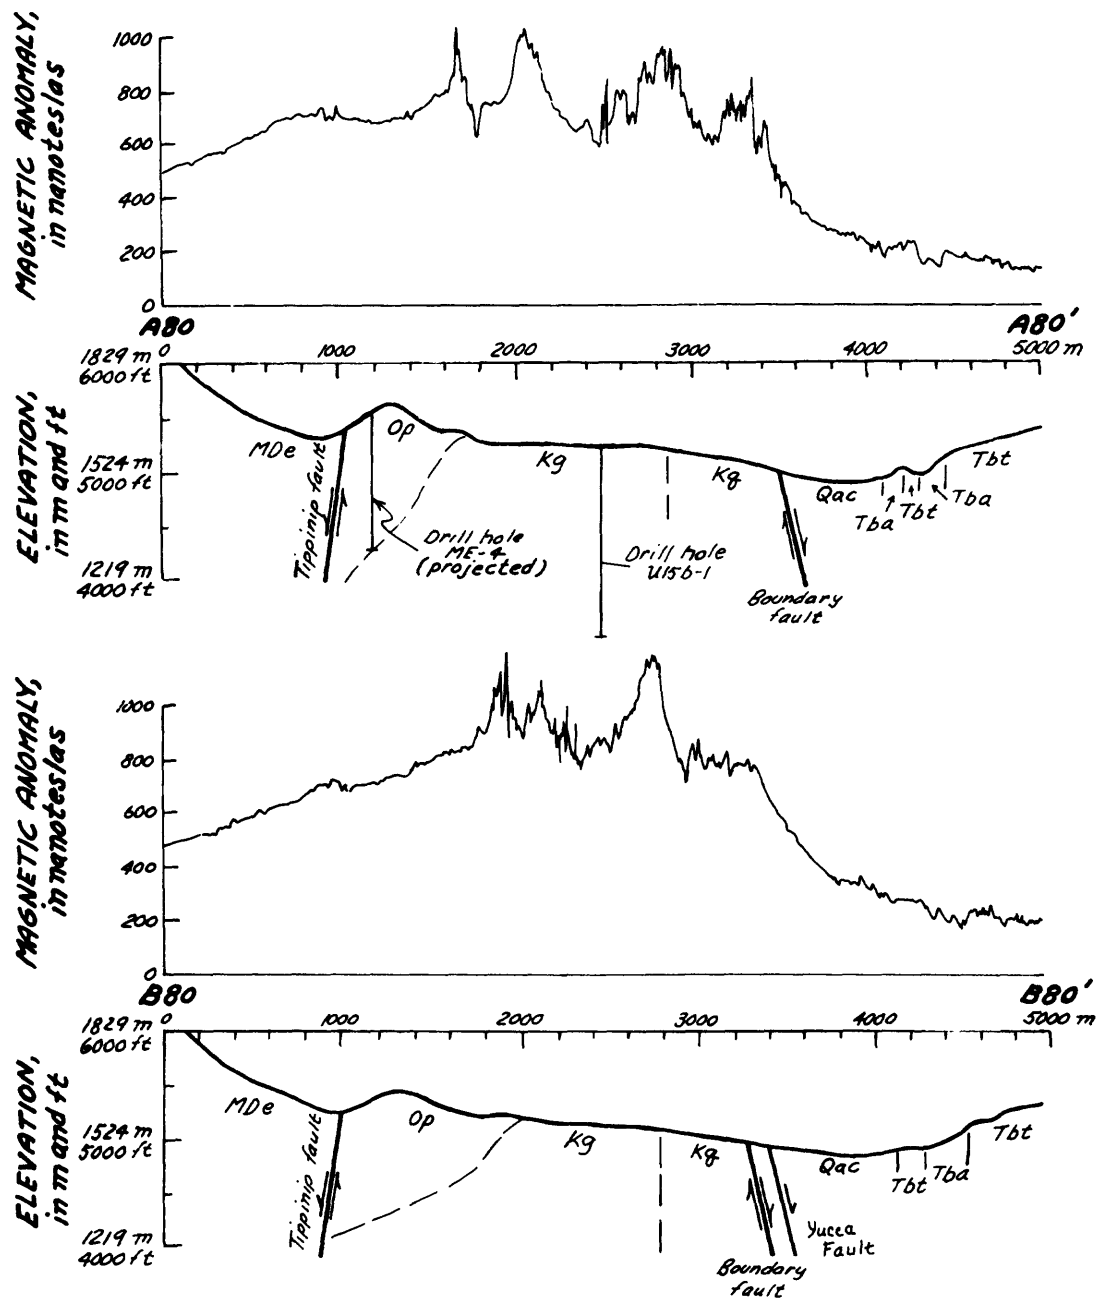 MAGNETIC ANOMALY,
in nanoteslas
1000
800
600
400
200
0
A80
A80'
0 1000 2000 3000 4000 5000 m
ELEVATION,
in m and ft
1829 m
6000 ft
1524 m
5000 ft
1219 m
4000 ft
MDe
Tippinip fault
Op
Kg
Kg
Qac
Tba
Tbt
Tba
Tbt
Drill hole
ME-4
(projected)
Drill hole
U15b-1
Boundary
fault
MAGNETIC ANOMALY,
in nanoteslas
1000
800
600
400
200
0
B80
B80'
0 1000 2000 3000 4000 5000 m
ELEVATION,
in m and ft
1829 m
6000 ft
1524 m
5000 ft
1219 m
4000 ft
MDe
Tippinip fault
Op
Kg
Kg
Qac
Tbt
Tba
Tbt
Yucca
Fault
Boundary
fault